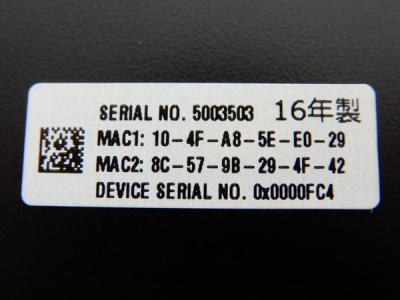 SERIAL NO. 5003503 16年製
MAC1: 10-4F-A8-5E-E0-29
MAC2: 8C-57-9B-29-4F-42
DEVICE SERIAL NO. 0x0000FC4